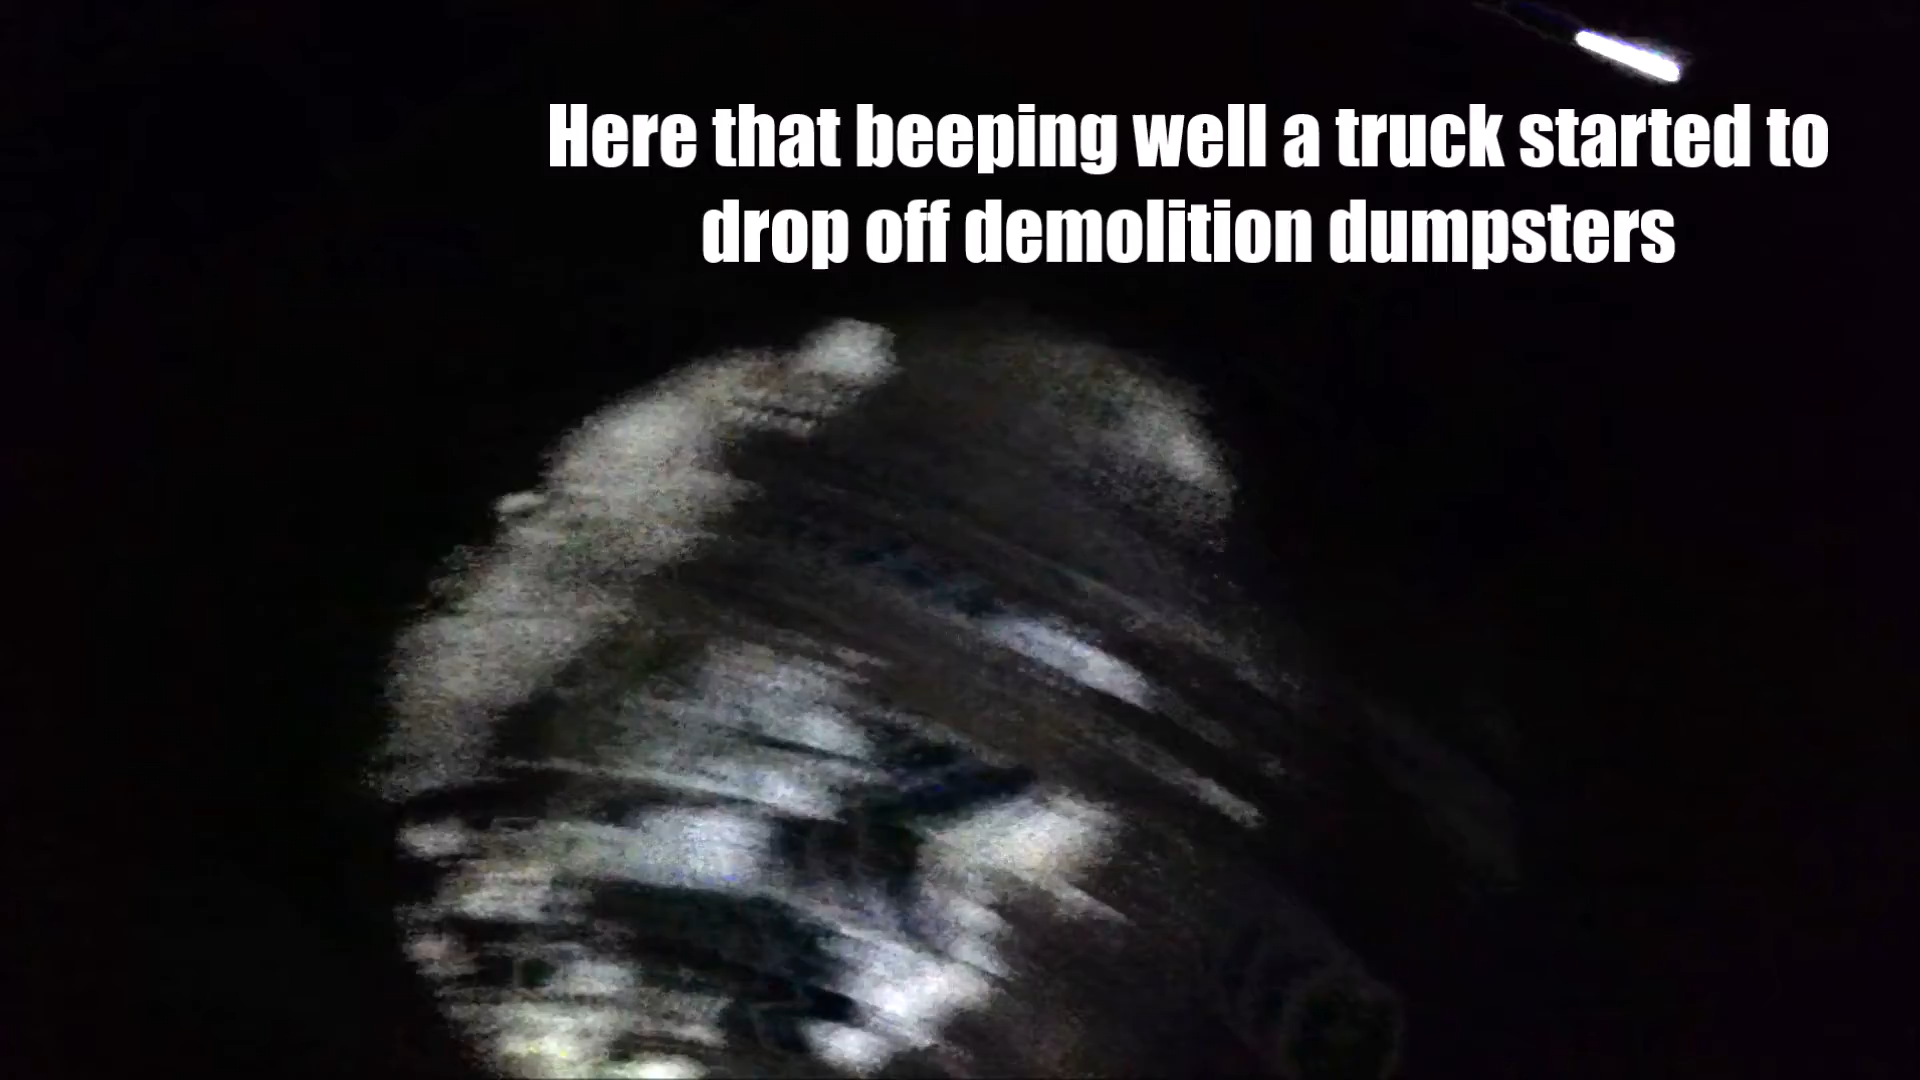 Here that beeping well a truck started to
drop off demolition dumpsters